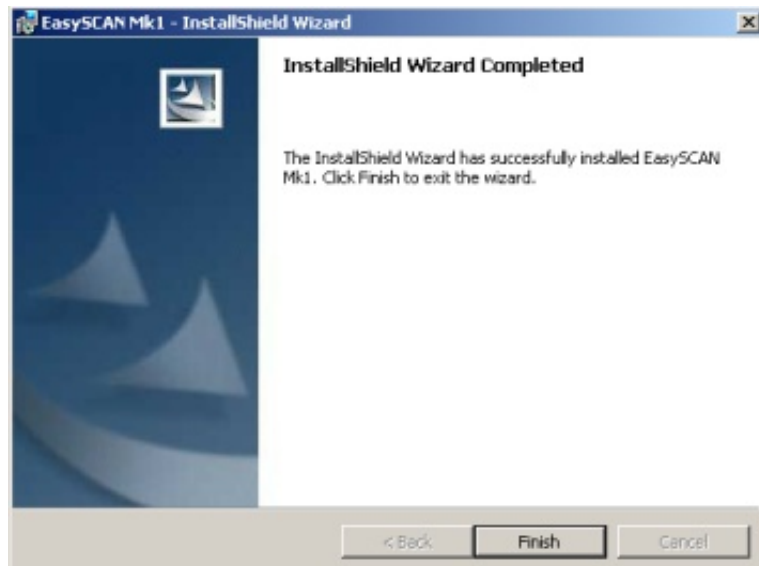 EasySCAN Mk1 - InstallShield Wizard
InstallShield Wizard Completed
The InstallShield Wizard has successfully installed EasySCAN
Mk1. Click Finish to exit the wizard.
< Back
Finish
Cancel